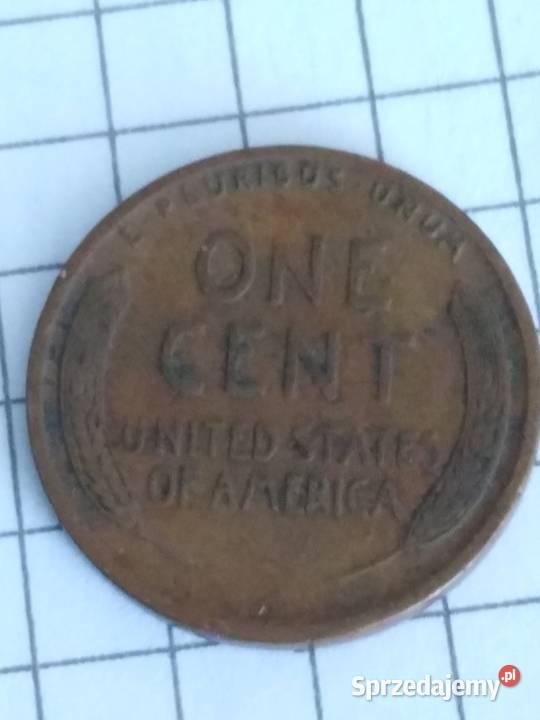 E PLURIBUS UNUM
ONE
CENT
UNITED STATES
OF AMERICA
Sprzedajemy.pl